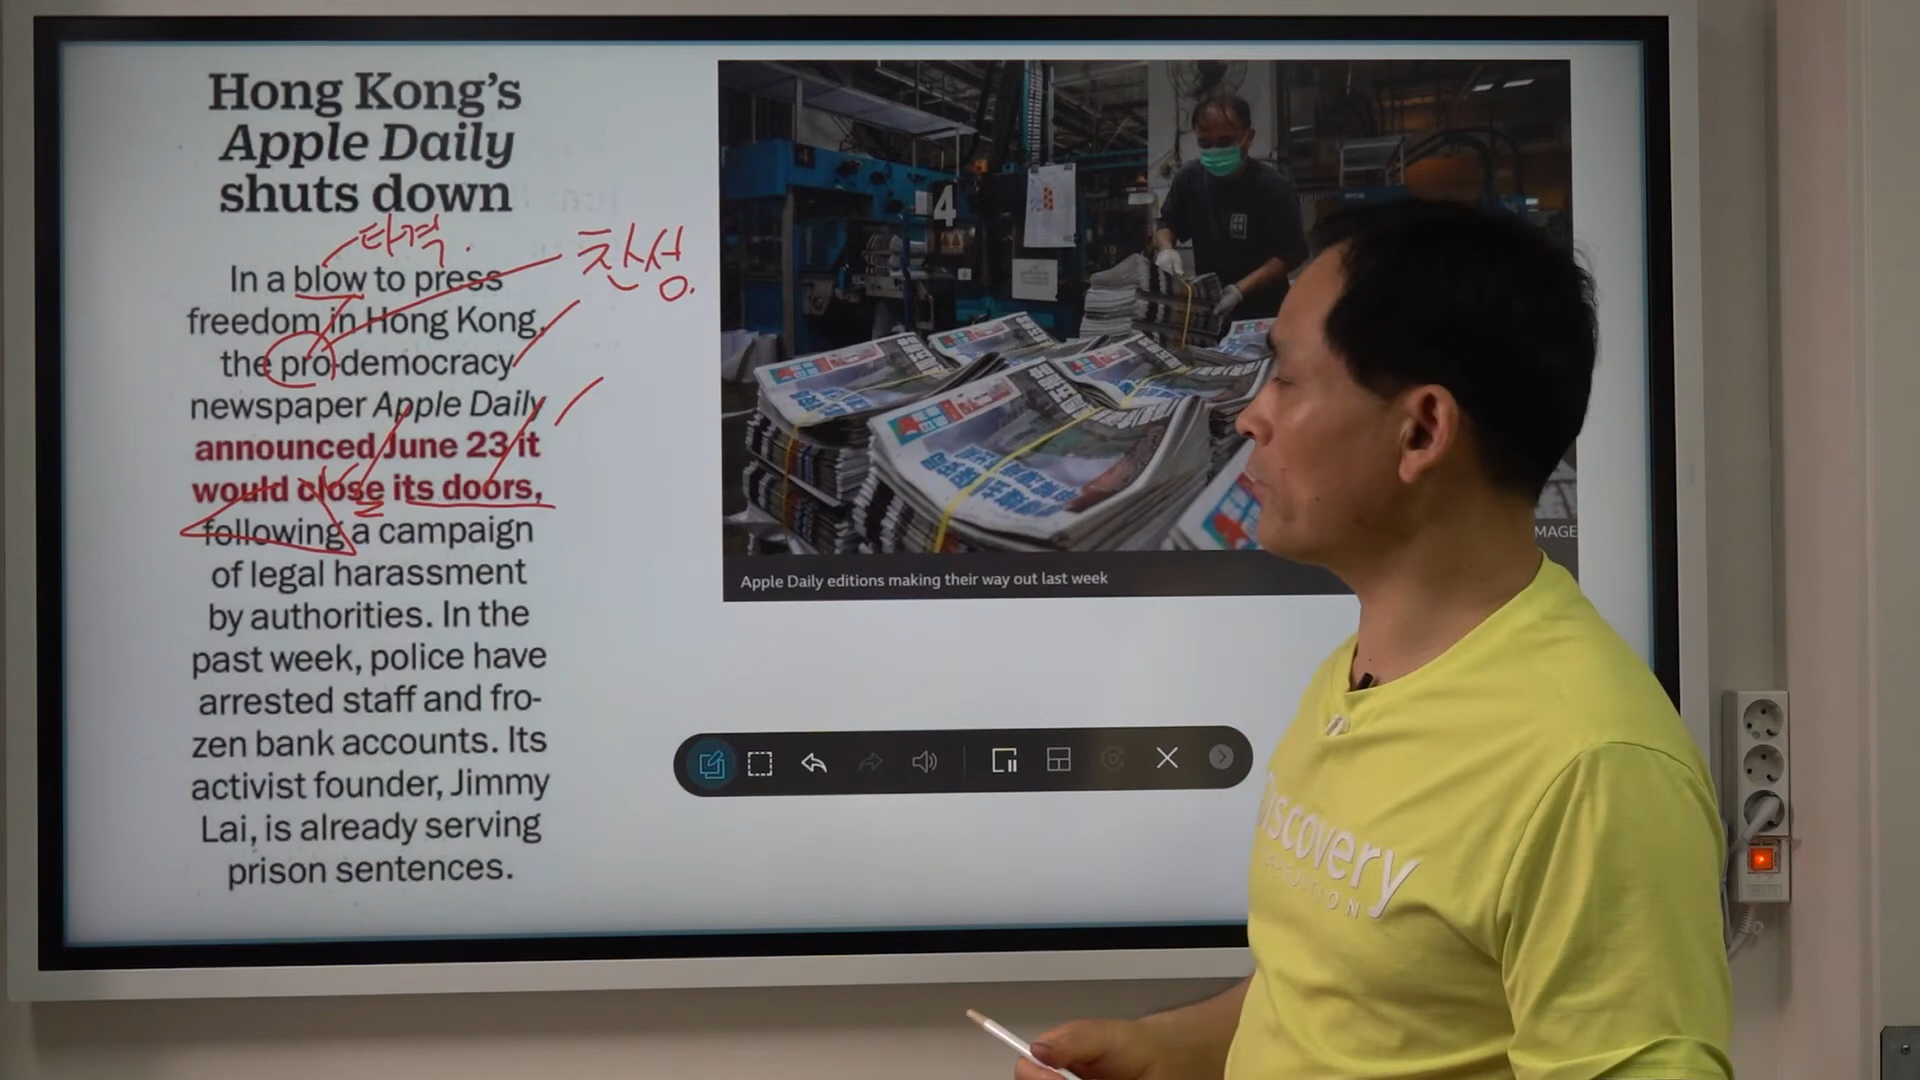 Hong Kong's
Apple Daily
shuts down
타격.
찬성.
In a blow to press
freedom in Hong Kong,
the pro-democracy
newspaper Apple Daily
announced June 23 it
would close its doors,
following a campaign
of legal harassment
by authorities. In the
past week, police have
arrested staff and fro-
zen bank accounts. Its
activist founder, Jimmy
Lai, is already serving
prison sentences.
4
MAGE
Apple Daily editions making their way out last week
Discovery